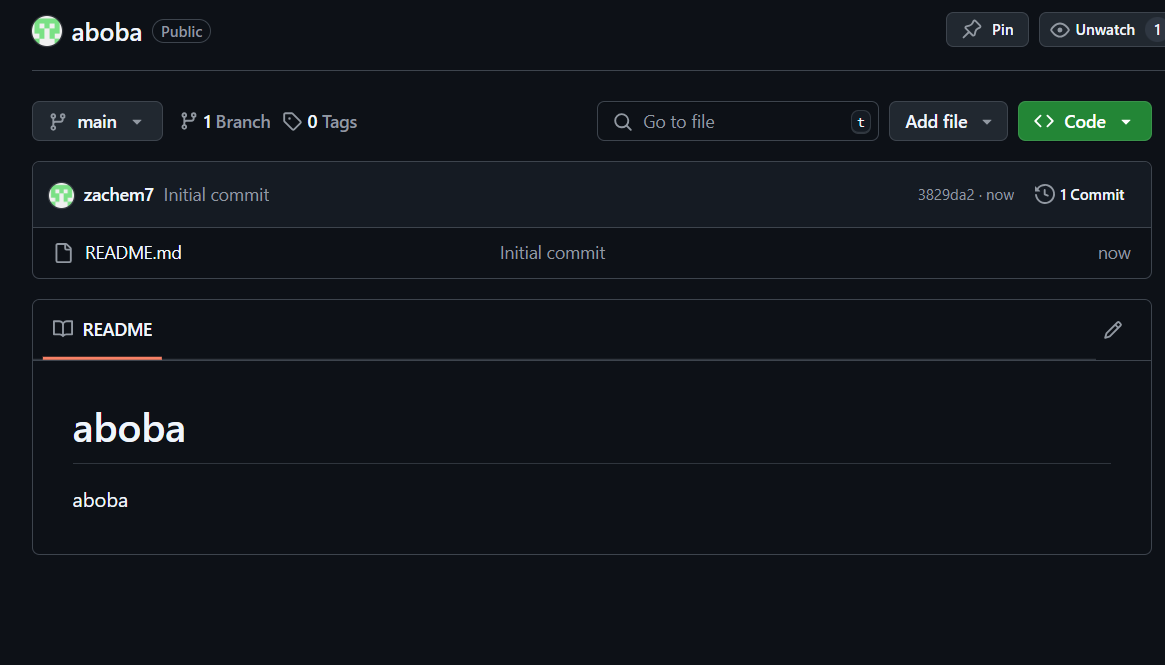 aboba Public Pin Unwatch 1
main 1 Branch 0 Tags Go to file t Add file Code
zachem7 Initial commit 3829da2 · now 1 Commit
README.md Initial commit now
README
aboba
aboba